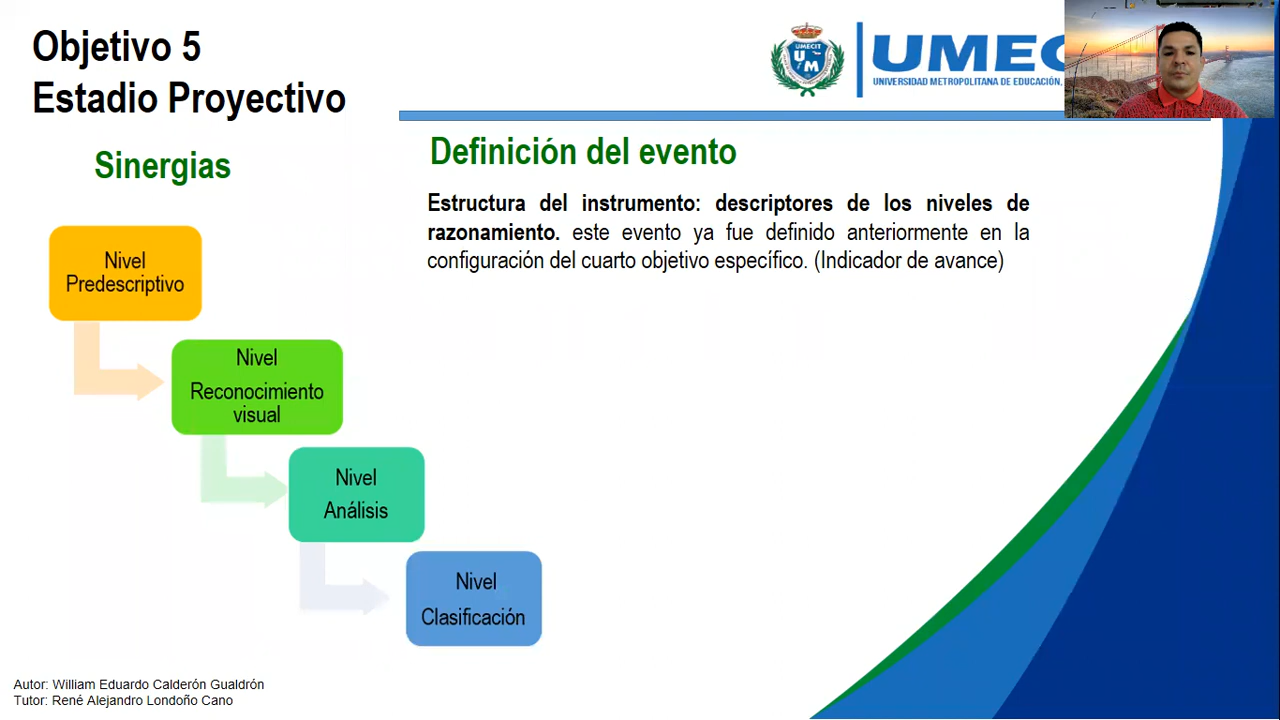 Objetivo 5
Estadio Proyectivo
UMECIT
UM
UMEC
UNIVERSIDAD METROPOLITANA DE EDUCACIÓN,
Sinergias
Definición del evento
Estructura del instrumento: descriptores de los niveles de
razonamiento. este evento ya fue definido anteriormente en la
configuración del cuarto objetivo específico. (Indicador de avance)
Nivel
Predescriptivo
Nivel
Reconocimiento
visual
Nivel
Análisis
Nivel
Clasificación
Autor: William Eduardo Calderón Gualdrón
Tutor: René Alejandro Londoño Cano